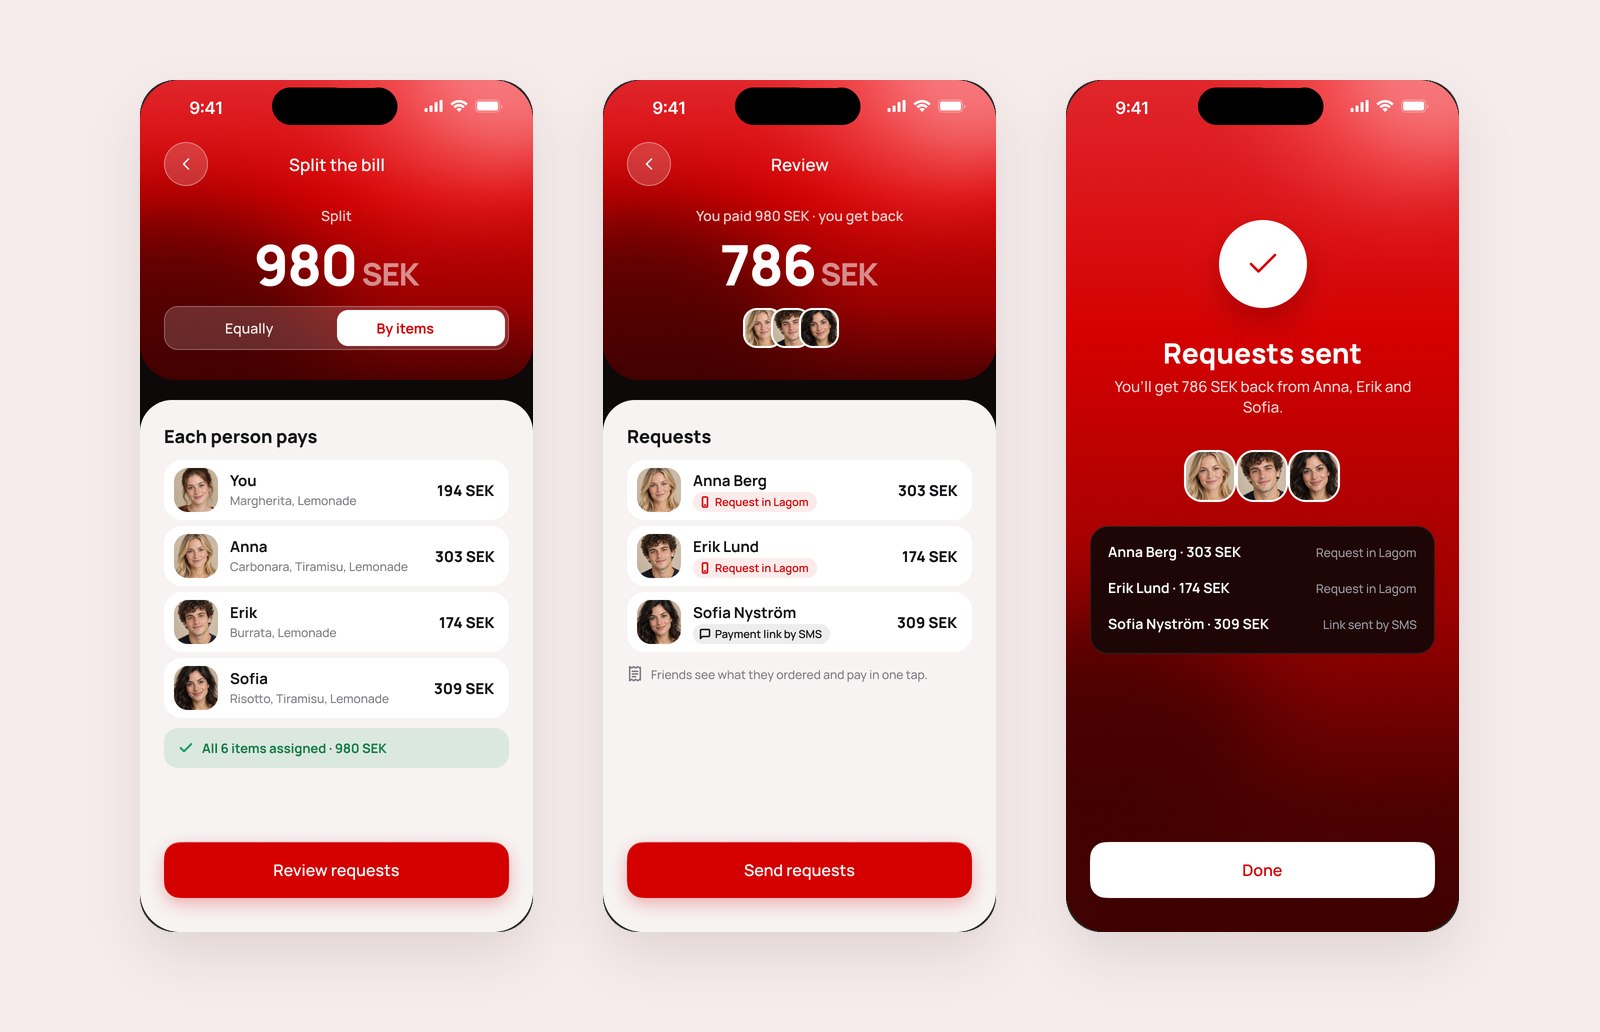 9:41
Split the bill
Split
980 SEK
Equally
By items
Each person pays
You
Margherita, Lemonade
194 SEK
Anna
Carbonara, Tiramisu, Lemonade
303 SEK
Erik
Burrata, Lemonade
174 SEK
Sofia
Risotto, Tiramisu, Lemonade
309 SEK
All 6 items assigned · 980 SEK
Review requests
9:41
Review
You paid 980 SEK · you get back
786 SEK
Requests
Anna Berg
Request in Lagom
303 SEK
Erik Lund
Request in Lagom
174 SEK
Sofia Nyström
Payment link by SMS
309 SEK
Friends see what they ordered and pay in one tap.
Send requests
9:41
Requests sent
You'll get 786 SEK back from Anna, Erik and
Sofia.
Anna Berg · 303 SEK
Request in Lagom
Erik Lund · 174 SEK
Request in Lagom
Sofia Nyström · 309 SEK
Link sent by SMS
Done